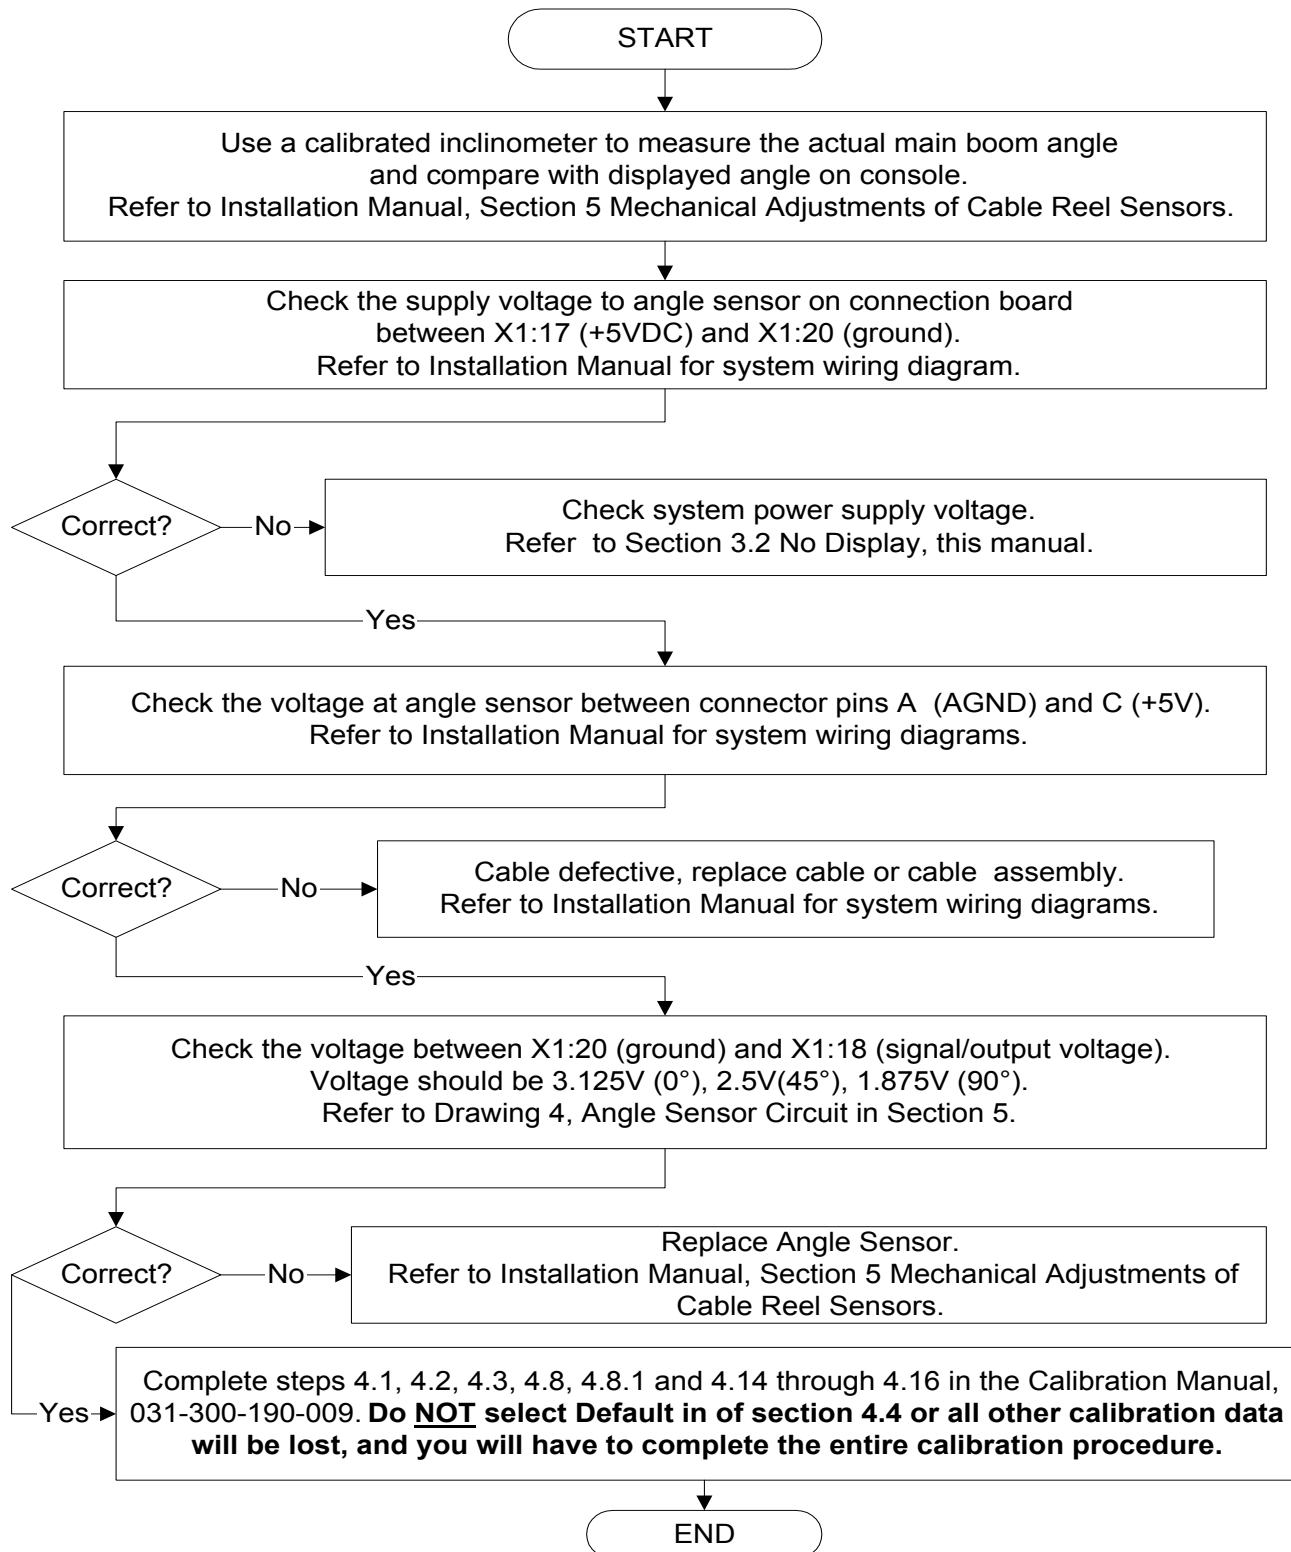 START
Use a calibrated inclinometer to measure the actual main boom angle
and compare with displayed angle on console.
Refer to Installation Manual, Section 5 Mechanical Adjustments of Cable Reel Sensors.
Check the supply voltage to angle sensor on connection board
between X1:17 (+5VDC) and X1:20 (ground).
Refer to Installation Manual for system wiring diagram.
Correct?
No
Check system power supply voltage.
Refer to Section 3.2 No Display, this manual.
Yes
Check the voltage at angle sensor between connector pins A (AGND) and C (+5V).
Refer to Installation Manual for system wiring diagrams.
Correct?
No
Cable defective, replace cable or cable assembly.
Refer to Installation Manual for system wiring diagrams.
Yes
Check the voltage between X1:20 (ground) and X1:18 (signal/output voltage).
Voltage should be 3.125V (0°), 2.5V(45°), 1.875V (90°).
Refer to Drawing 4, Angle Sensor Circuit in Section 5.
Correct?
No
Replace Angle Sensor.
Refer to Installation Manual, Section 5 Mechanical Adjustments of
Cable Reel Sensors.
Yes
Complete steps 4.1, 4.2, 4.3, 4.8, 4.8.1 and 4.14 through 4.16 in the Calibration Manual,
031-300-190-009. Do NOT select Default in of section 4.4 or all other calibration data
will be lost, and you will have to complete the entire calibration procedure.
END